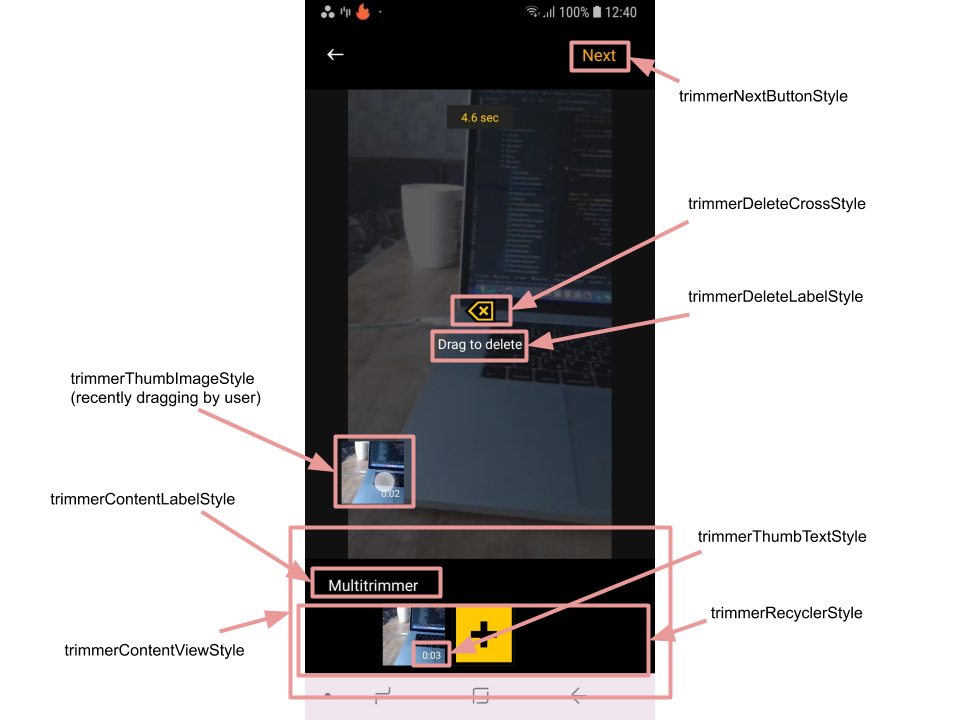 100% 12:40
Next
trimmerNextButtonStyle
4.6 sec
trimmerDeleteCrossStyle
trimmerDeleteLabelStyle
Drag to delete
trimmerThumbImageStyle
(recently dragging by user)
0:02
trimmerContentLabelStyle
trimmerThumbTextStyle
Multitrimmer
trimmerRecyclerStyle
trimmerContentViewStyle
0:03